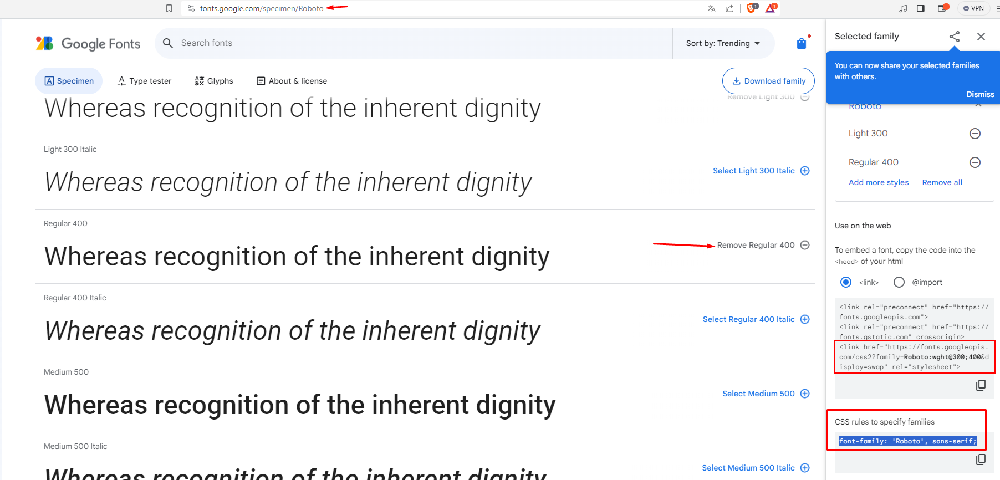 fonts.google.com/specimen/Roboto
1
1
VPN
Google Fonts
Search fonts
Sort by: Trending
Selected family
You can now share your selected families
with others.
Dismiss
Specimen
Type tester
Glyphs
About & license
Download family
Remove Light 300
Whereas recognition of the inherent dignity
Light 300 Italic
Whereas recognition of the inherent dignity
Select Light 300 Italic
Regular 400
Whereas recognition of the inherent dignity
Remove Regular 400
Regular 400 Italic
Whereas recognition of the inherent dignity
Select Regular 400 Italic
Medium 500
Whereas recognition of the inherent dignity
Select Medium 500
Medium 500 Italic
Whereas recognition of the inherent dignity
Select Medium 500 Italic
Roboto
Light 300
Regular 400
Add more styles Remove all
Use on the web
To embed a font, copy the code into the
<head> of your html
<link> @import
<link rel="preconnect" href="https://
fonts.googleapis.com">
<link rel="preconnect" href="https://
fonts.gstatic.com" crossorigin>
<link href="https://fonts.googleapis.
com/css2?family=Roboto:wght@300;400&d
isplay=swap" rel="stylesheet">
CSS rules to specify families
font-family: 'Roboto', sans-serif;